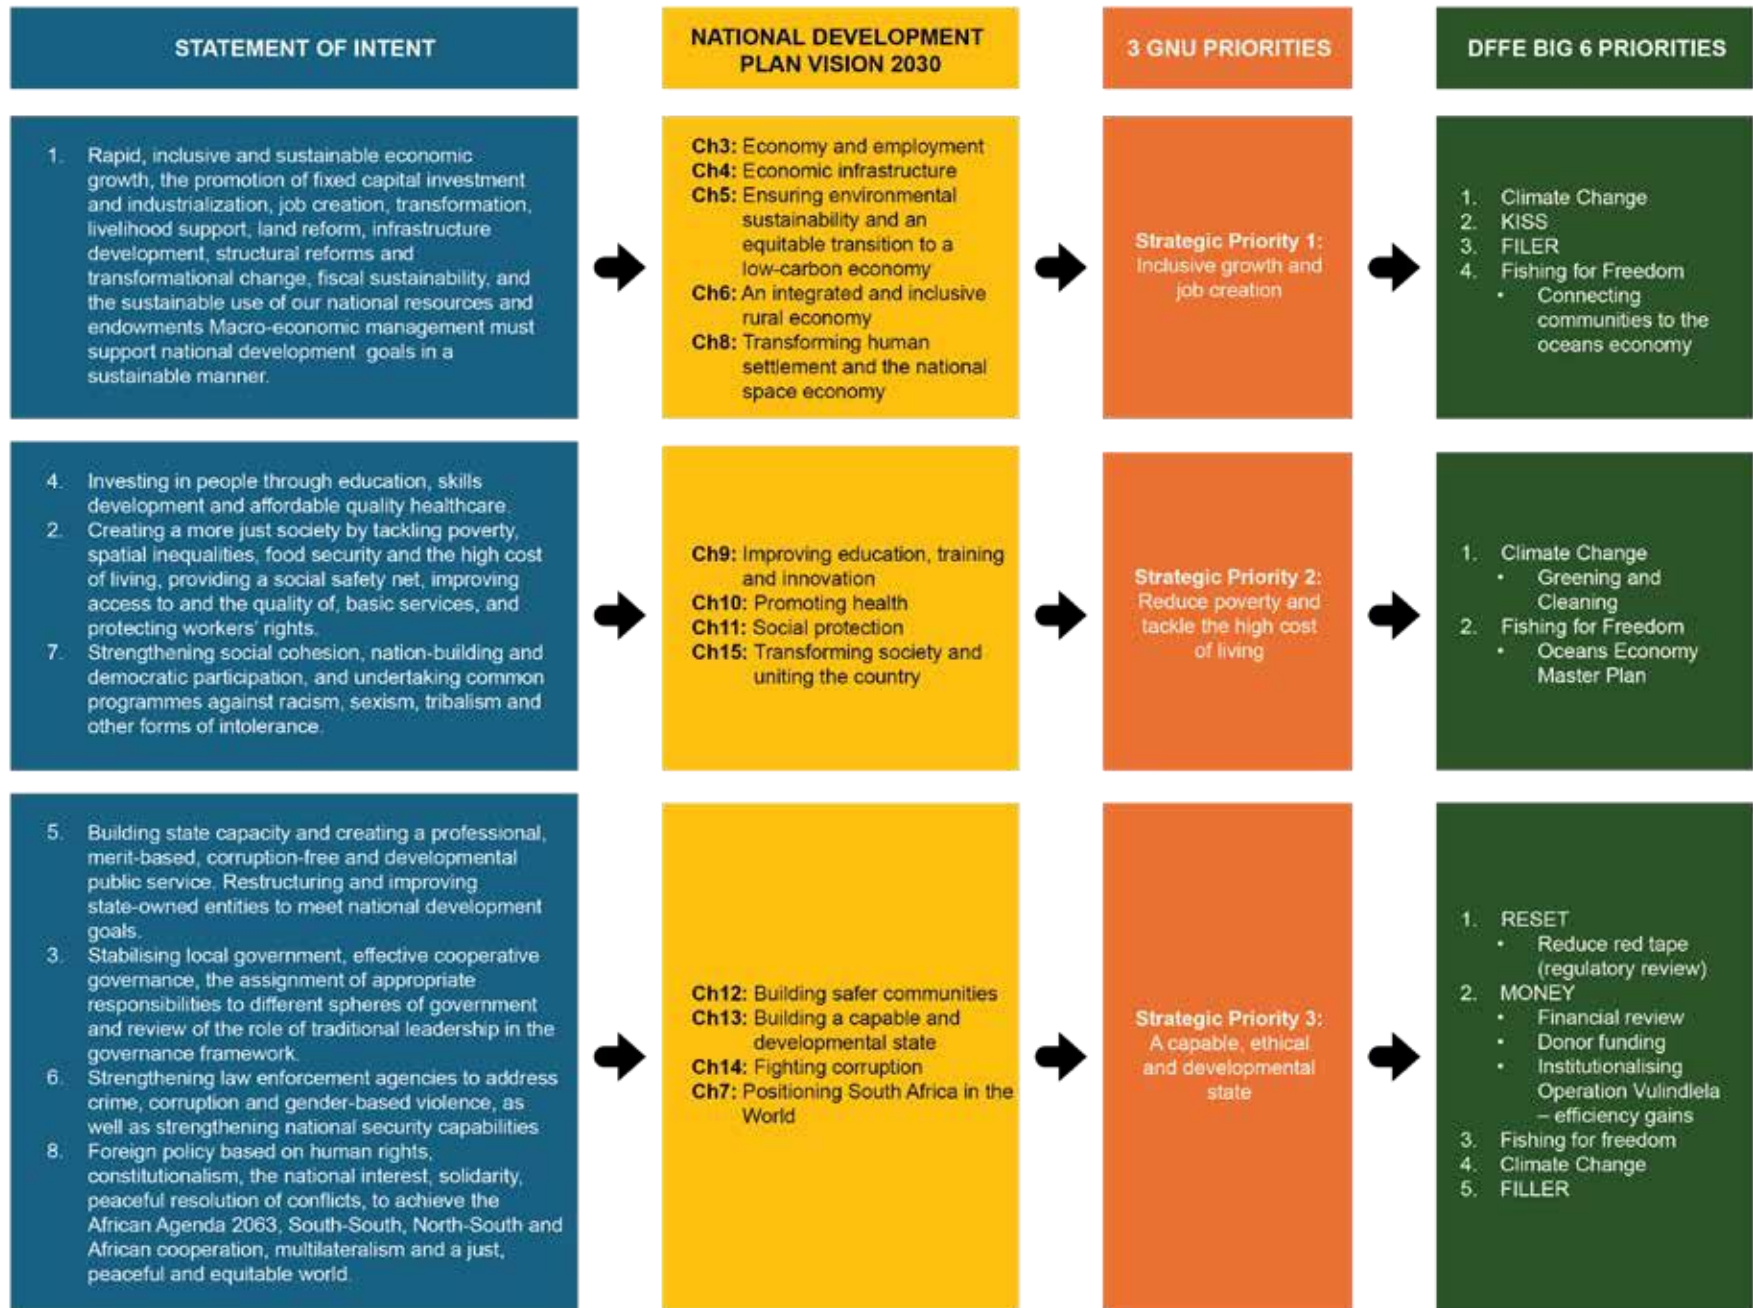 STATEMENT OF INTENT
NATIONAL DEVELOPMENT
PLAN VISION 2030
3 GNU PRIORITIES
DFFE BIG 6 PRIORITIES
1. Rapid, inclusive and sustainable economic
growth, the promotion of fixed capital investment
and industrialization, job creation, transformation,
livelihood support, land reform, infrastructure
development, structural reforms and
transformational change, fiscal sustainability, and
the sustainable use of our national resources and
endowments Macro-economic management must
support national development goals in a
sustainable manner.
Ch3: Economy and employment
Ch4: Economic infrastructure
Ch5: Ensuring environmental
sustainability and an
equitable transition to a
low-carbon economy
Ch6: An integrated and inclusive
rural economy
Ch8: Transforming human
settlement and the national
space economy
Strategic Priority 1:
Inclusive growth and
job creation
1. Climate Change
2. KISS
3. FILER
4. Fishing for Freedom
• Connecting
communities to the
oceans economy
4. Investing in people through education, skills
development and affordable quality healthcare.
2. Creating a more just society by tackling poverty,
spatial inequalities, food security and the high cost
of living, providing a social safety net, improving
access to and the quality of, basic services, and
protecting workers' rights.
7. Strengthening social cohesion, nation-building and
democratic participation, and undertaking common
programmes against racism, sexism, tribalism and
other forms of intolerance.
Ch9: Improving education, training
and innovation
Ch10: Promoting health
Ch11: Social protection
Ch15: Transforming society and
uniting the country
Strategic Priority 2:
Reduce poverty and
tackle the high cost
of living
1. Climate Change
• Greening and
Cleaning
2. Fishing for Freedom
• Oceans Economy
Master Plan
5. Building state capacity and creating a professional,
merit-based, corruption-free and developmental
public service. Restructuring and improving
state-owned entities to meet national development
goals.
3. Stabilising local government, effective cooperative
governance, the assignment of appropriate
responsibilities to different spheres of government
and review of the role of traditional leadership in the
governance framework.
6. Strengthening law enforcement agencies to address
crime, corruption and gender-based violence, as
well as strengthening national security capabilities
8. Foreign policy based on human rights,
constitutionalism, the national interest, solidarity,
peaceful resolution of conflicts, to achieve the
African Agenda 2063, South-South, North-South and
African cooperation, multilateralism and a just,
peaceful and equitable world.
Ch12: Building safer communities
Ch13: Building a capable and
developmental state
Ch14: Fighting corruption
Ch7: Positioning South Africa in the
World
Strategic Priority 3:
A capable, ethical
and developmental
state
1. RESET
• Reduce red tape
(regulatory review)
2. MONEY
• Financial review
• Donor funding
• Institutionalising
Operation Vulindlela
– efficiency gains
3. Fishing for freedom
4. Climate Change
5. FILLER